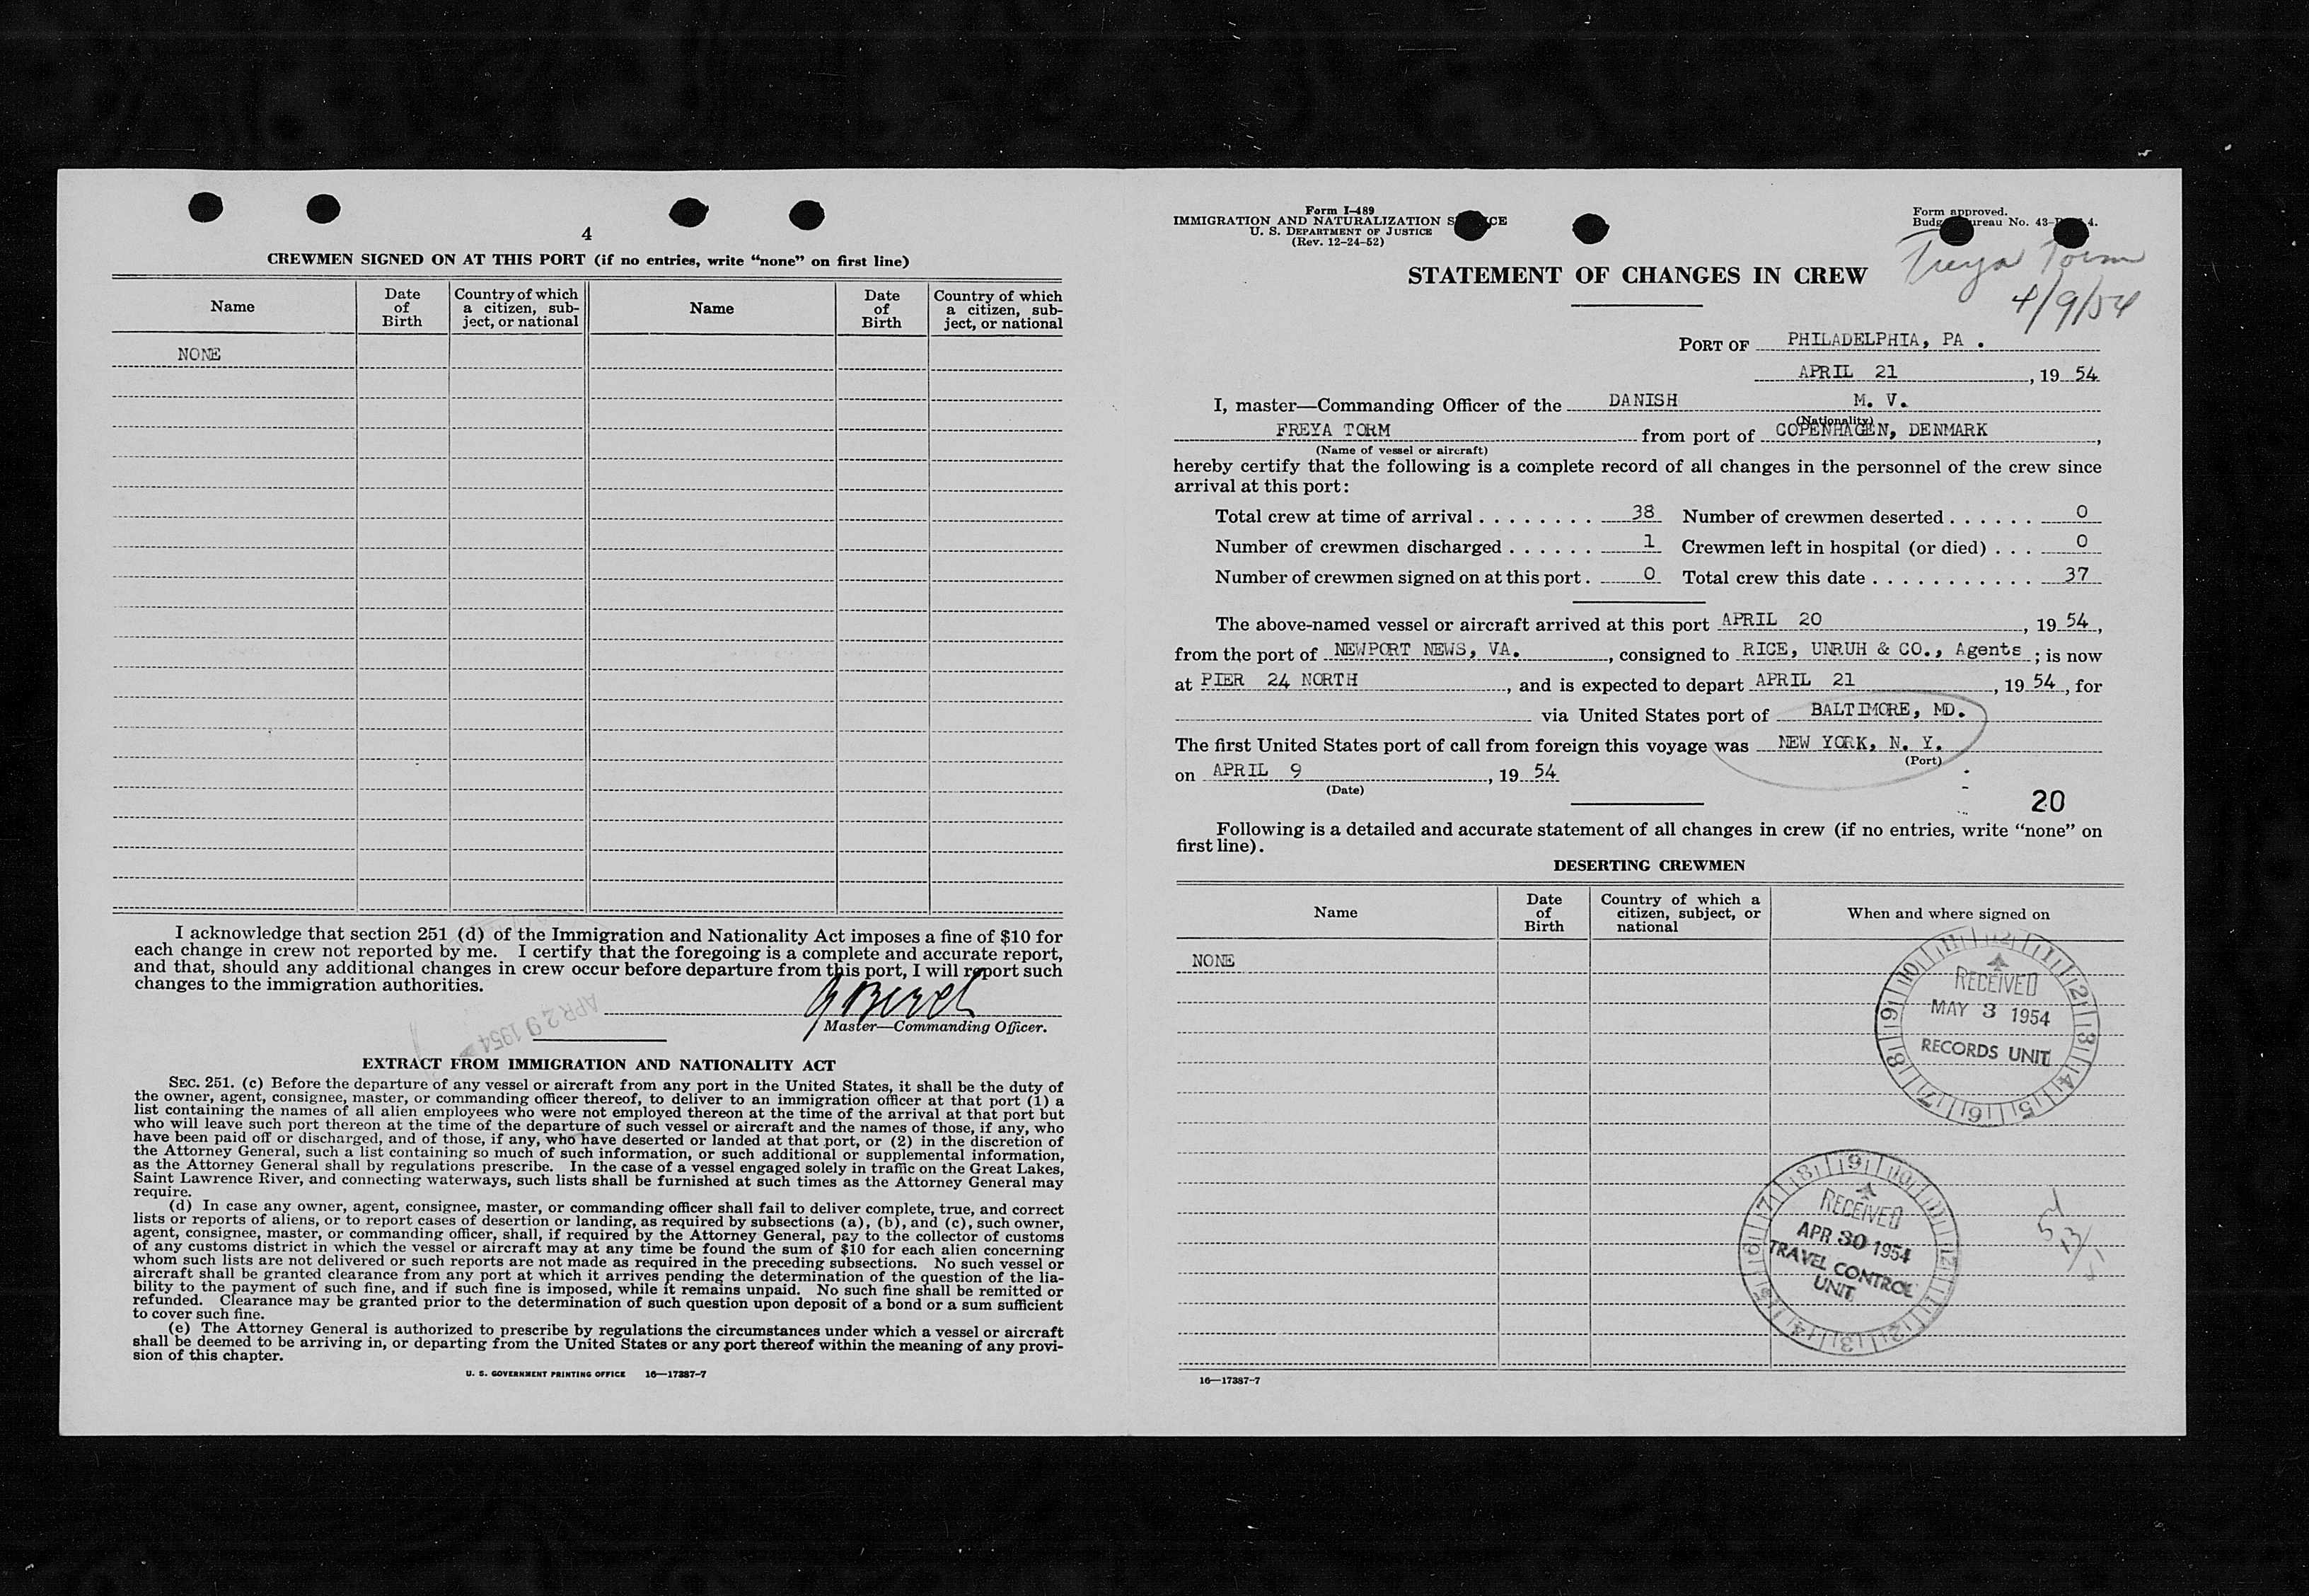 4
CREWMEN SIGNED ON AT THIS PORT (if no entries, write “none” on first line)
Name Date of Birth Country of which a citizen, subject, or national Name Date of Birth Country of which a citizen, subject, or national
NONE
I acknowledge that section 251 (d) of the Immigration and Nationality Act imposes a fine of $10 for
each change in crew not reported by me. I certify that the foregoing is a complete and accurate report,
and that, should any additional changes in crew occur before departure from this port, I will report such
changes to the immigration authorities.
APR 29 1954
Master—Commanding Officer.
EXTRACT FROM IMMIGRATION AND NATIONALITY ACT
SEC. 251. (c) Before the departure of any vessel or aircraft from any port in the United States, it shall be the duty of
the owner, agent, consignee, master, or commanding officer thereof, to deliver to an immigration officer at that port (1) a
list containing the names of all alien employees who were not employed thereon at the time of the arrival at that port but
who will leave such port thereon at the time of the departure of such vessel or aircraft and the names of those, if any, who
have been paid off or discharged, and of those, if any, who have deserted or landed at that port, or (2) in the discretion of
the Attorney General, such a list containing so much of such information, or such additional or supplemental information,
as the Attorney General shall by regulations prescribe. In the case of a vessel engaged solely in traffic on the Great Lakes,
Saint Lawrence River, and connecting waterways, such lists shall be furnished at such times as the Attorney General may
require.
(d) In case any owner, agent, consignee, master, or commanding officer shall fail to deliver complete, true, and correct
lists or reports of aliens, or to report cases of desertion or landing, as required by subsections (a), (b), and (c), such owner,
agent, consignee, master, or commanding officer, shall, if required by the Attorney General, pay to the collector of customs
of any customs district in which the vessel or aircraft may at any time be found the sum of $10 for each alien concerning
whom such lists are not delivered or such reports are not made as required in the preceding subsections. No such vessel or
aircraft shall be granted clearance from any port at which it arrives pending the determination of the question of the lia-
bility to the payment of such fine, and if such fine is imposed, while it remains unpaid. No such fine shall be remitted or
refunded. Clearance may be granted prior to the determination of such question upon deposit of a bond or a sum sufficient
to cover such fine.
(e) The Attorney General is authorized to prescribe by regulations the circumstances under which a vessel or aircraft
shall be deemed to be arriving in, or departing from the United States or any port thereof within the meaning of any provi-
sion of this chapter.
U. S. GOVERNMENT PRINTING OFFICE 16—17387-7
Form I-489
IMMIGRATION AND NATURALIZATION
U. S. DEPARTMENT OF JUSTICE
(Rev. 12-24-52)
Form approved.
No. 43-
Freya Torm
4/9/54
STATEMENT OF CHANGES IN CREW
PORT OF PHILADELPHIA, PA .
APRIL 21, 19 54
I, master—Commanding Officer of the DANISH M. V.
(Nationality)
FREYA TORM from port of COPENHAGEN, DENMARK,
(Name of vessel or aircraft)
hereby certify that the following is a complete record of all changes in the personnel of the crew since
arrival at this port:
Total crew at time of arrival 38 Number of crewmen deserted 0
Number of crewmen discharged 1 Crewmen left in hospital (or died) 0
Number of crewmen signed on at this port 0 Total crew this date 37
The above-named vessel or aircraft arrived at this port APRIL 20, 19 54,
from the port of NEWPORT NEWS, VA., consigned to RICE, UNRUH & CO., Agents; is now
at PIER 24 NORTH, and is expected to depart APRIL 21, 19 54, for
via United States port of BALTIMORE, MD.
The first United States port of call from foreign this voyage was NEW YORK, N. Y.
(Port)
on APRIL 9, 19 54
(Date)
20
Following is a detailed and accurate statement of all changes in crew (if no entries, write “none” on
first line).
DESERTING CREWMEN
Name Date of Birth Country of which a citizen, subject, or national When and where signed on
NONE
RECEIVED
MAY 3 1954
RECORDS UNIT
RECEIVED
APR 30 1954
TRAVEL CONTROL
UNIT
16—17387-7